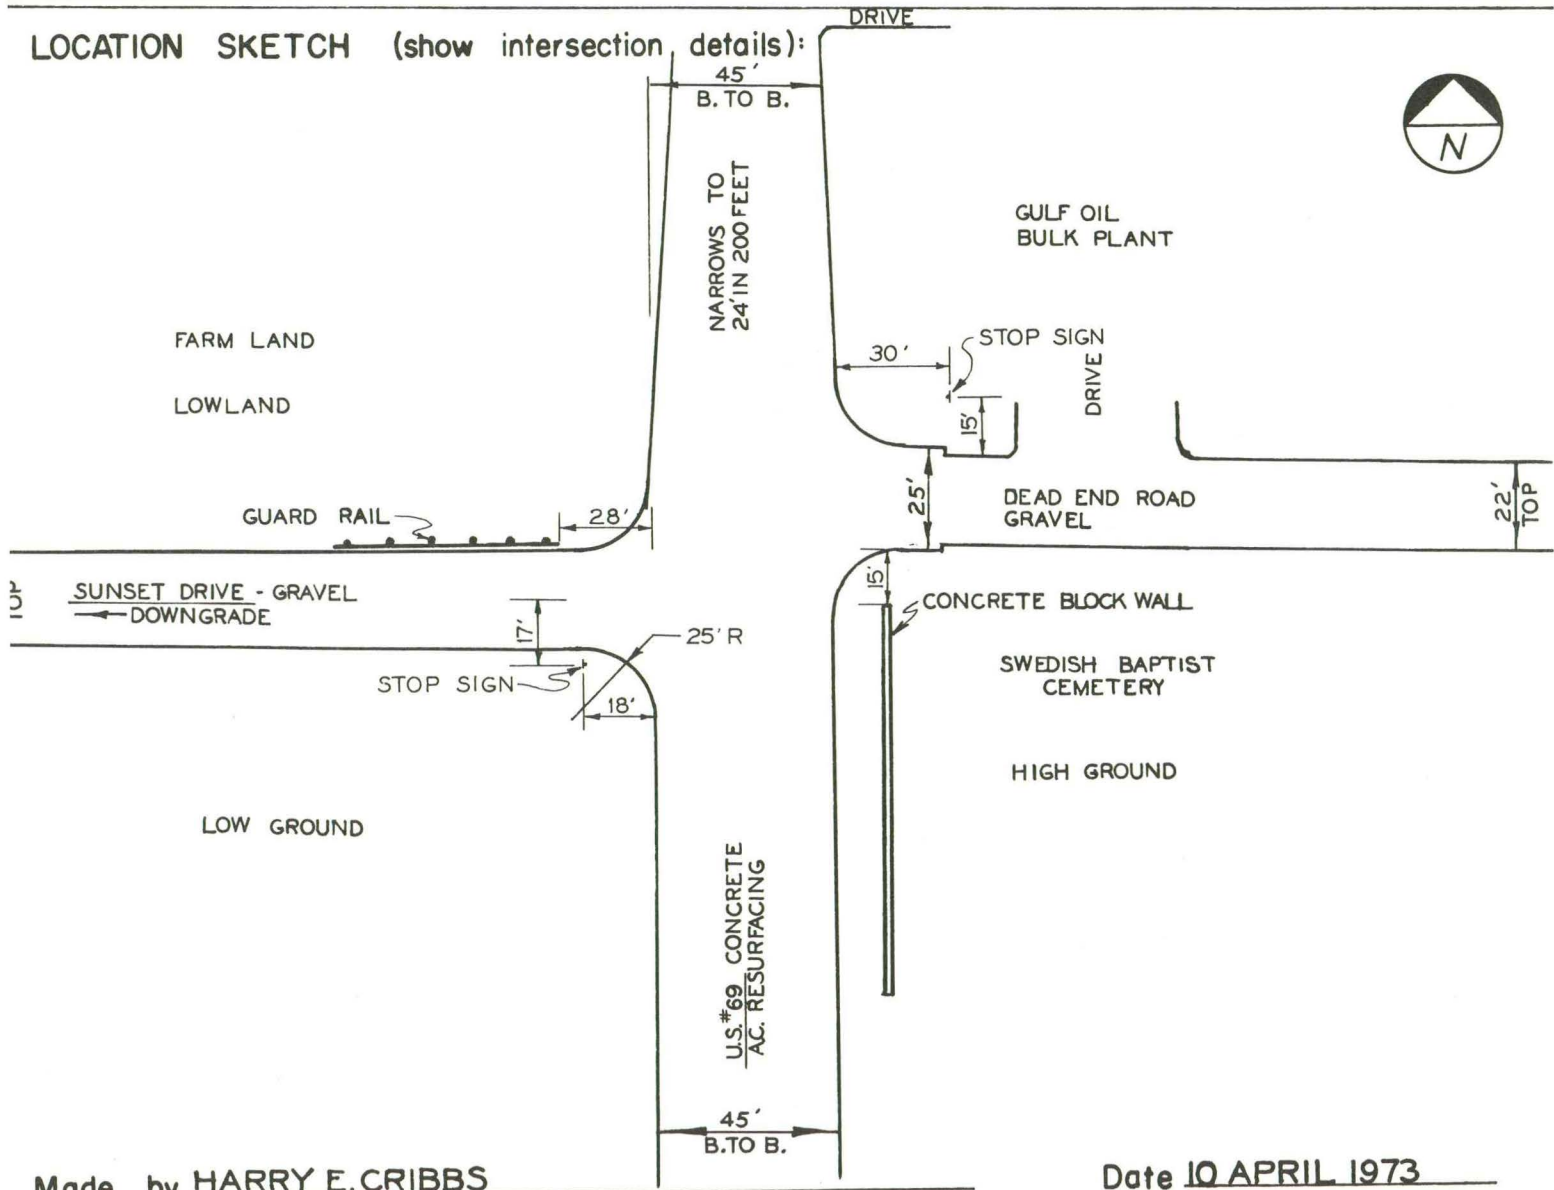 DRIVE
LOCATION SKETCH (show intersection details):
45'
B. TO B.
N
NARROWS TO
24' IN 200 FEET
GULF OIL
BULK PLANT
FARM LAND
LOWLAND
30'
STOP SIGN
DRIVE
15'
GUARD RAIL
28'
25'
DEAD END ROAD
GRAVEL
22'
TOP
TOP
SUNSET DRIVE - GRAVEL
DOWNGRADE
17'
15'
CONCRETE BLOCK WALL
25' R
STOP SIGN
18'
SWEDISH BAPTIST
CEMETERY
HIGH GROUND
LOW GROUND
U.S. #69 CONCRETE
A.C. RESURFACING
45'
B. TO B.
Made by HARRY E. CRIBBS
Date 10 APRIL 1973